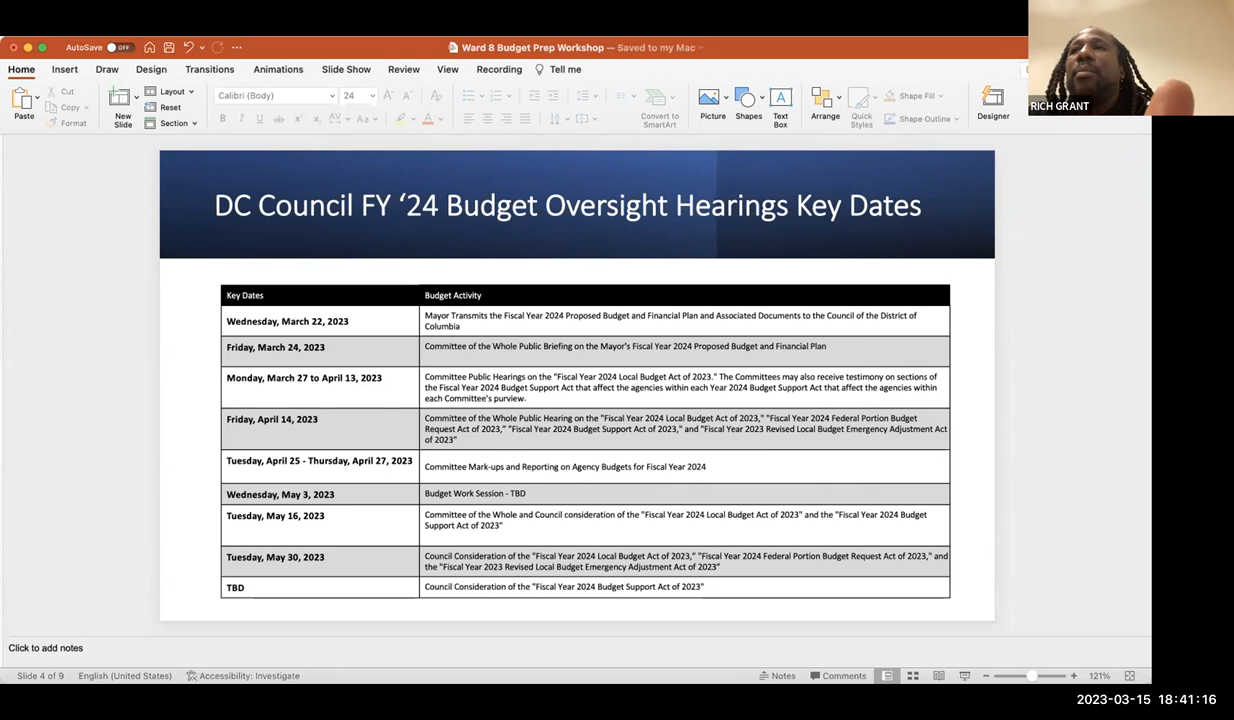 AutoSave OFF
Ward 8 Budget Prep Workshop — Saved to my Mac
Home Insert Draw Design Transitions Animations Slide Show Review View Recording Tell me
Paste
Cut
Copy
Format
New
Slide
Layout
Reset
Section
Calibri (Body) 24
Convert to
SmartArt
Picture
Shapes
Text
Box
Arrange
Quick
Styles
Shape Fill
Shape Outline
Designer
RICH GRANT
DC Council FY ‘24 Budget Oversight Hearings Key Dates
Key Dates Budget Activity
Wednesday, March 22, 2023
Mayor Transmits the Fiscal Year 2024 Proposed Budget and Financial Plan and Associated Documents to the Council of the District of
Columbia
Friday, March 24, 2023 Committee of the Whole Public Briefing on the Mayor's Fiscal Year 2024 Proposed Budget and Financial Plan
Monday, March 27 to April 13, 2023 Committee Public Hearings on the "Fiscal Year 2024 Local Budget Act of 2023." The Committees may also receive testimony on sections of
the Fiscal Year 2024 Budget Support Act that affect the agencies within each Year 2024 Budget Support Act that affect the agencies within
each Committee's purview.
Friday, April 14, 2023 Committee of the Whole Public Hearing on the "Fiscal Year 2024 Local Budget Act of 2023," "Fiscal Year 2024 Federal Portion Budget
Request Act of 2023," "Fiscal Year 2024 Budget Support Act of 2023," and "Fiscal Year 2023 Revised Local Budget Emergency Adjustment Act
of 2023"
Tuesday, April 25 - Thursday, April 27, 2023 Committee Mark-ups and Reporting on Agency Budgets for Fiscal Year 2024
Wednesday, May 3, 2023 Budget Work Session - TBD
Tuesday, May 16, 2023 Committee of the Whole and Council consideration of the "Fiscal Year 2024 Local Budget Act of 2023" and the "Fiscal Year 2024 Budget
Support Act of 2023"
Tuesday, May 30, 2023 Council Consideration of the "Fiscal Year 2024 Local Budget Act of 2023," "Fiscal Year 2024 Federal Portion Budget Request Act of 2023," and
the "Fiscal Year 2023 Revised Local Budget Emergency Adjustment Act of 2023"
TBD Council Consideration of the "Fiscal Year 2024 Budget Support Act of 2023"
Click to add notes
Slide 4 of 9 English (United States) Accessibility: Investigate Notes Comments 121%
2023-03-15 18:41:16